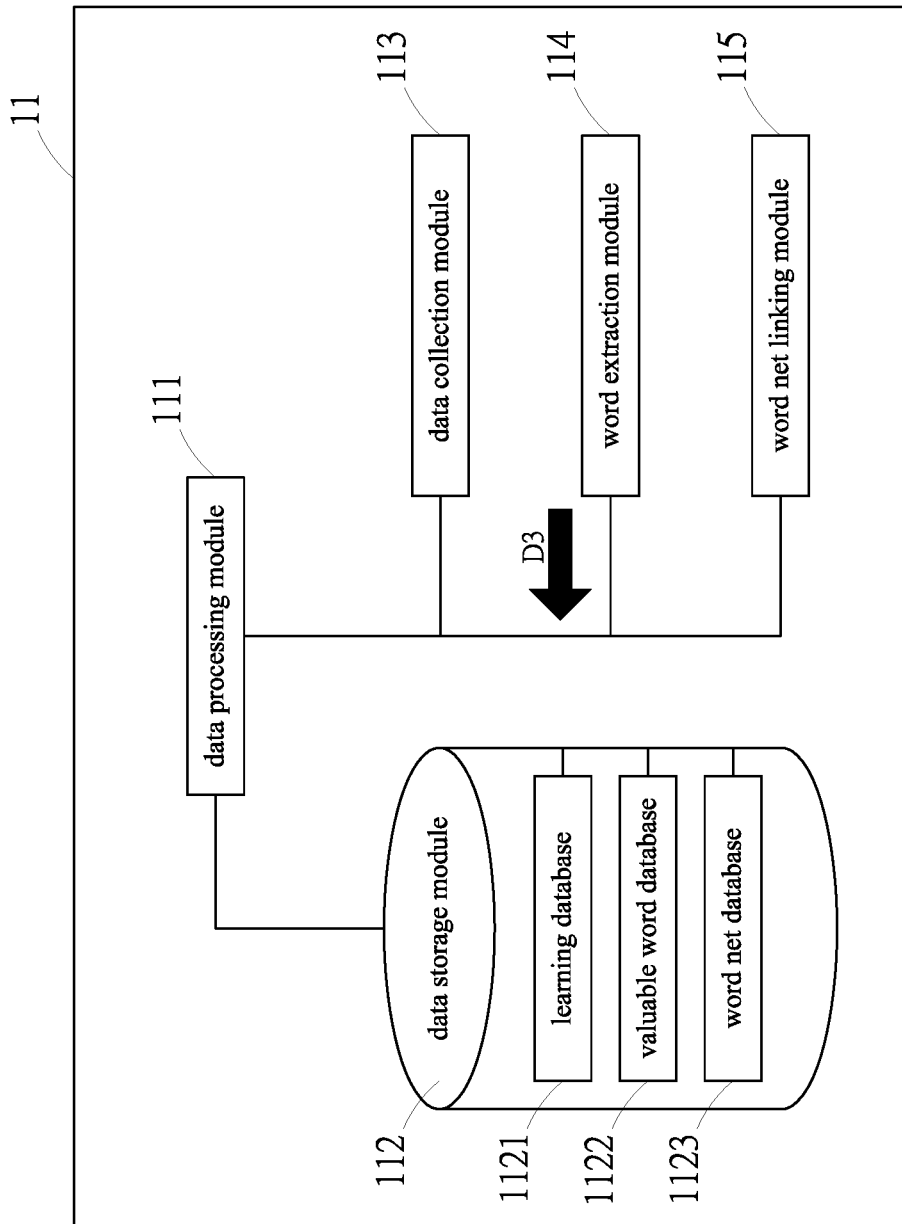 11
111
data processing module
112
data storage module
1121
learning database
1122
valuable word database
1123
word net database
D3
113
data collection module
114
word extraction module
115
word net linking module